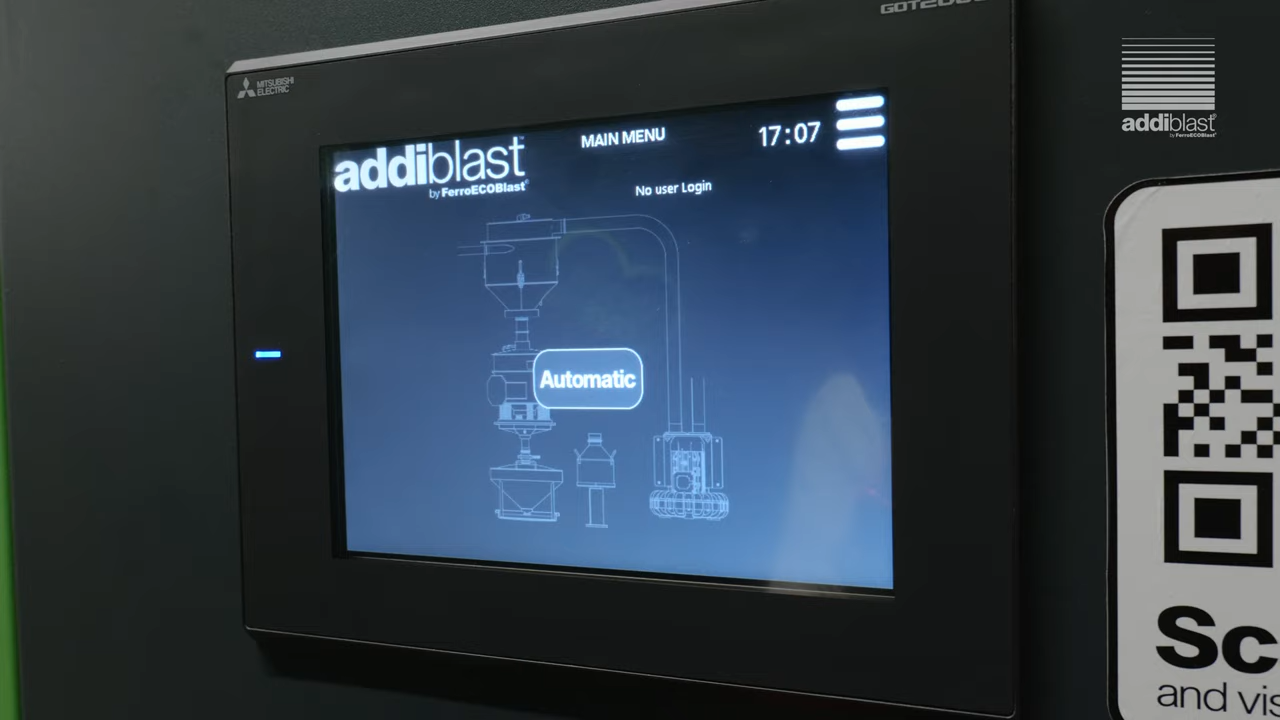 GOT2000
MITSUBISHI
ELECTRIC
addiblast
by FerroECOBlast
MAIN MENU
17:07
No user Login
Automatic
addiblast
by FerroECOBlast
Sc
and vis